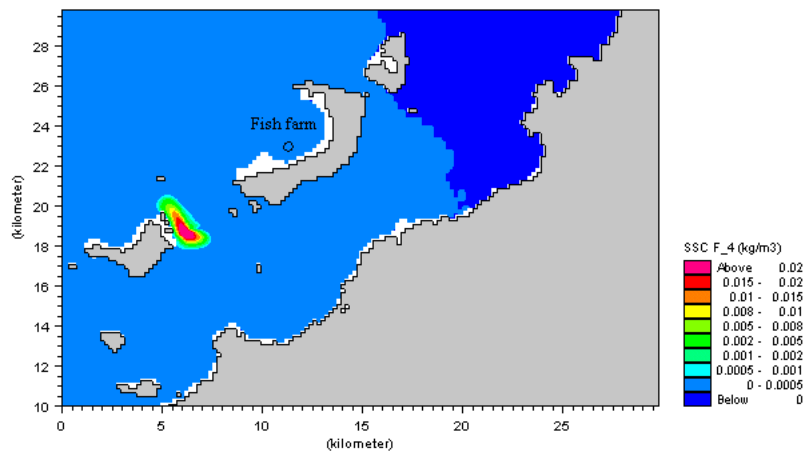 28
26
24
22
20
18
16
14
12
10
(kilometer)
Fish farm
0 5 10 15 20 25
(kilometer)
SSC F_4 (kg/m3)
Above 0.02
0.015 - 0.02
0.01 - 0.015
0.008 - 0.01
0.005 - 0.008
0.002 - 0.005
0.001 - 0.002
0.0005 - 0.001
0 - 0.0005
Below 0